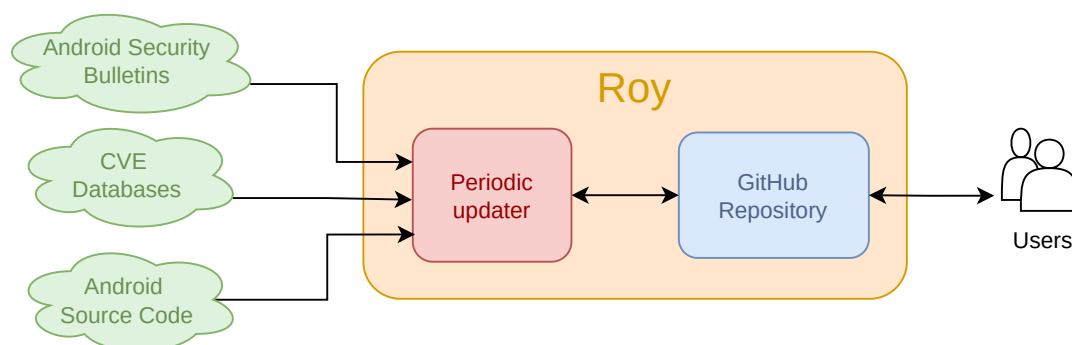 Android Security
Bulletins
CVE
Databases
Android
Source Code
Roy
Periodic
updater
GitHub
Repository
Users